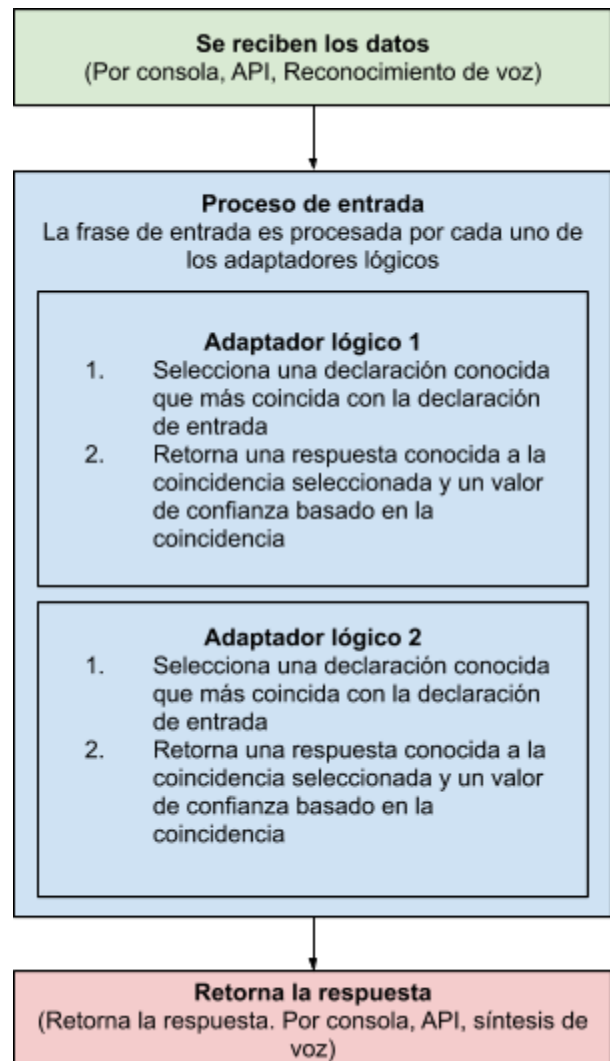 Se reciben los datos
(Por consola, API, Reconocimiento de voz)
Proceso de entrada
La frase de entrada es procesada por cada uno de
los adaptadores lógicos
Adaptador lógico 1
1. Selecciona una declaración conocida
que más coincida con la declaración
de entrada
2. Retorna una respuesta conocida a la
coincidencia seleccionada y un valor
de confianza basado en la
coincidencia
Adaptador lógico 2
1. Selecciona una declaración conocida
que más coincida con la declaración
de entrada
2. Retorna una respuesta conocida a la
coincidencia seleccionada y un valor
de confianza basado en la
coincidencia
Retorna la respuesta
(Retorna la respuesta. Por consola, API, síntesis de
voz)